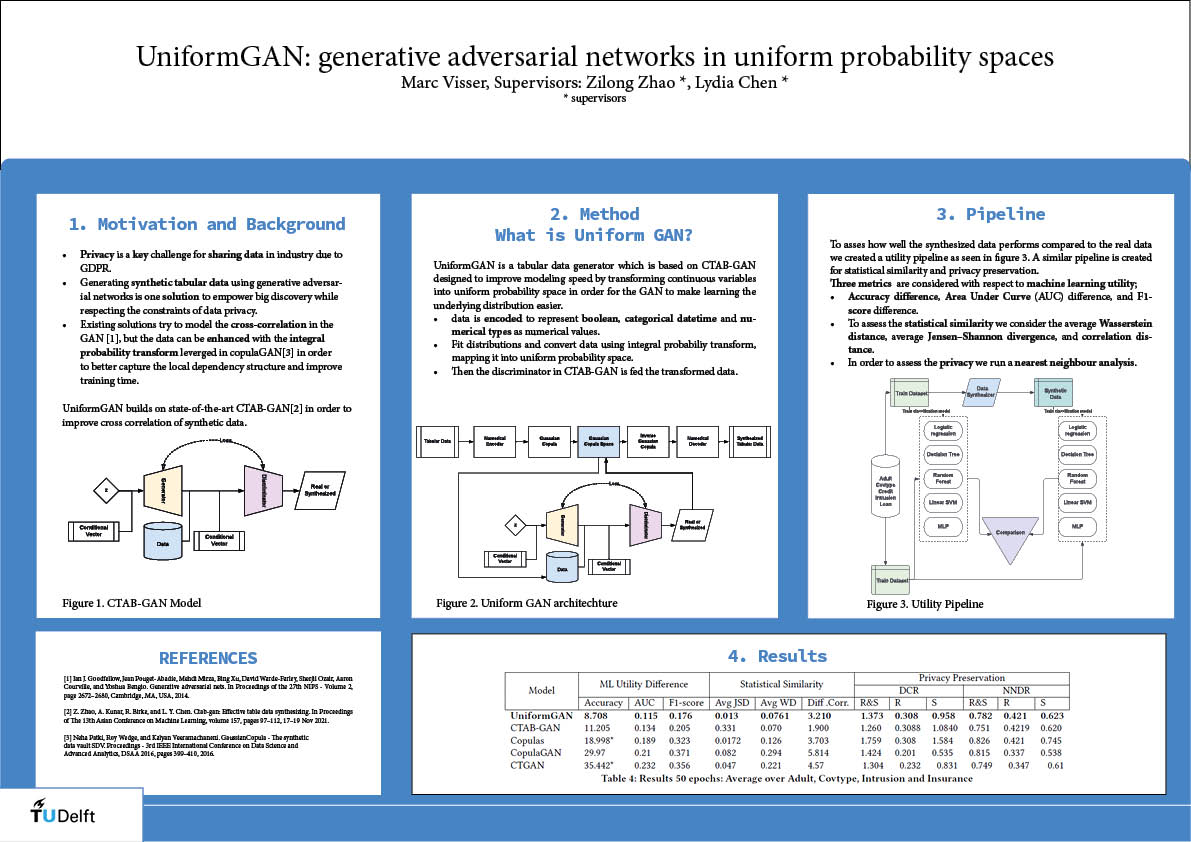 UniformGAN: generative adversarial networks in uniform probability spaces
Marc Visser, Supervisors: Zilong Zhao *, Lydia Chen *
* supervisors
1. Motivation and Background
• Privacy is a key challenge for sharing data in industry due to
GDPR.
• Generating synthetic tabular data using generative adversar-
ial networks is one solution to empower big discovery while
respecting the constraints of data privacy.
• Existing solutions try to model the cross-correlation in the
GAN [1], but the data can be enhanced with the integral
probability transform leverged in copulaGAN[3] in order
to better capture the local dependency structure and improve
training time.
UniformGAN builds on state-of-the-art CTAB-GAN[2] in order to
improve cross correlation of synthetic data.
Loss
z
Generator
Discriminator
Real or
Synthesized
Conditional
Vector
Data
Conditional
Vector
Figure 1. CTAB-GAN Model
2. Method
What is Uniform GAN?
UniformGAN is a tabular data generator which is based on CTAB-GAN
designed to improve modeling speed by transforming continuous variables
into uniform probability space in order for the GAN to make learning the
underlying distribution easier.
• data is encoded to represent boolean, categorical datetime and nu-
merical types as numerical values.
• Fit distributions and convert data using integral probabiliy transform,
mapping it into uniform probability space.
• Then the discriminator in CTAB-GAN is fed the transformed data.
Tabular Data
Numerical
Encoder
Gaussian
Copula
Gaussian
Copula Space
Inverse
Gaussian
Copula
Numerical
Decoder
Synthesized
Tabular Data
Loss
z
Generator
Discriminator
Real or
Synthesized
Conditional
Vector
Data
Conditional
Vector
Figure 2. Uniform GAN architechture
3. Pipeline
To asses how well the synthesized data performs compared to the real data
we created a utility pipeline as seen in figure 3. A similar pipeline is created
for statistical similarity and privacy preservation.
Three metrics are considered with respect to machine learning utility;
• Accuracy difference, Area Under Curve (AUC) difference, and F1-
score difference.
• To assess the statistical similarity we consider the average Wasserstein
distance, average Jensen–Shannon divergence, and correlation dis-
tance.
• In order to assess the privacy we run a nearest neighbour analysis.
Train Dataset
Data
Synthesizer
Synthetic
Data
Train classification model
Train classification model
Logistic
regression
Decision Tree
Random
Forest
Linear SVM
MLP
Adult
Covtype
Credit
Intrusion
Loan
Comparison
Logistic
regression
Decision Tree
Random
Forest
Linear SVM
MLP
Train Dataset
Figure 3. Utility Pipeline
REFERENCES
[1] Ian J. Goodfellow, Jean Pouget-Abadie, Mehdi Mirza, Bing Xu, David Warde-Farley, Sherjil Ozair, Aaron
Courville, and Yoshua Bengio. Generative adversarial nets. In Proceedings of the 27th NIPS - Volume 2,
page 2672–2680, Cambridge, MA, USA, 2014.
[2] Z. Zhao, A. Kunar, R. Birke, and L. Y. Chen. Ctab-gan: Effective table data synthesizing. In Proceedings
of The 13th Asian Conference on Machine Learning, volume 157, pages 97–112, 17–19 Nov 2021.
[3] Neha Patki, Roy Wedge, and Kalyan Veeramachaneni. GaussianCopula - The synthetic
data vault SDV. Proceedings - 3rd IEEE International Conference on Data Science and
Advanced Analytics, DSAA 2016, pages 399–410, 2016.
4. Results
Model ML Utility Difference Statistical Similarity Privacy Preservation
DCR NNDR
Accuracy AUC F1-score Avg JSD Avg WD Diff .Corr. R&S R S R&S R S
UniformGAN 8.708 0.115 0.176 0.013 0.0761 3.210 1.373 0.308 0.958 0.782 0.421 0.623
CTAB-GAN 11.205 0.134 0.205 0.331 0.070 1.900 1.260 0.3088 1.0840 0.751 0.4219 0.620
Copulas 18.998* 0.189 0.323 0.0172 0.126 3.703 1.759 0.308 1.584 0.826 0.421 0.745
CopulaGAN 29.97 0.21 0.371 0.082 0.294 5.814 1.424 0.201 0.535 0.815 0.337 0.538
CTGAN 35.442* 0.232 0.356 0.047 0.221 4.57 1.304 0.232 0.831 0.749 0.347 0.61
Table 4: Results 50 epochs: Average over Adult, Covtype, Intrusion and Insurance
TUDelft